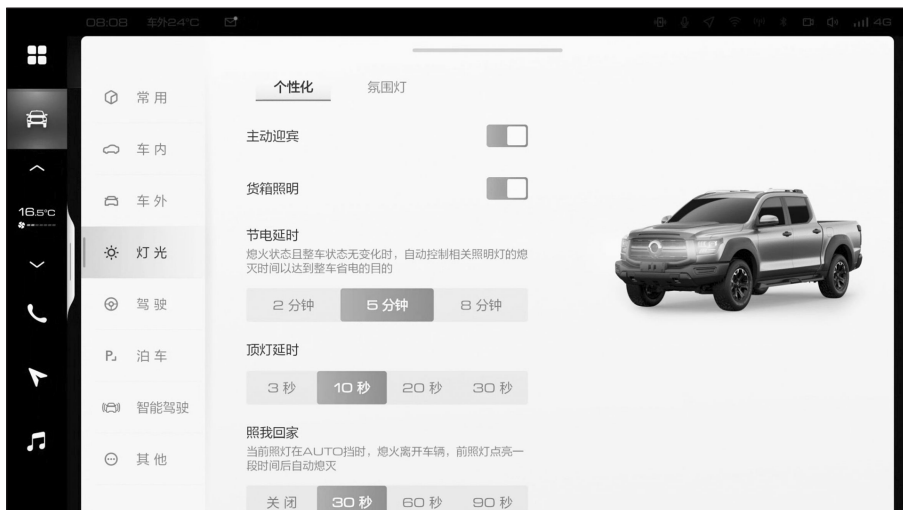 08:08 车外24°C
4G
16.5°C
常用
车内
车外
灯光
驾驶
泊车
智能驾驶
其他
个性化 氛围灯
主动迎宾
货箱照明
节电延时
熄火状态且整车状态无变化时，自动控制相关照明灯的熄
灭时间以达到整车省电的目的
2 分钟 5 分钟 8 分钟
顶灯延时
3 秒 10 秒 20 秒 30 秒
照我回家
当前照灯在AUTO挡时，熄火离开车辆，前照灯点亮一
段时间后自动熄灭
关闭 30 秒 60 秒 90 秒